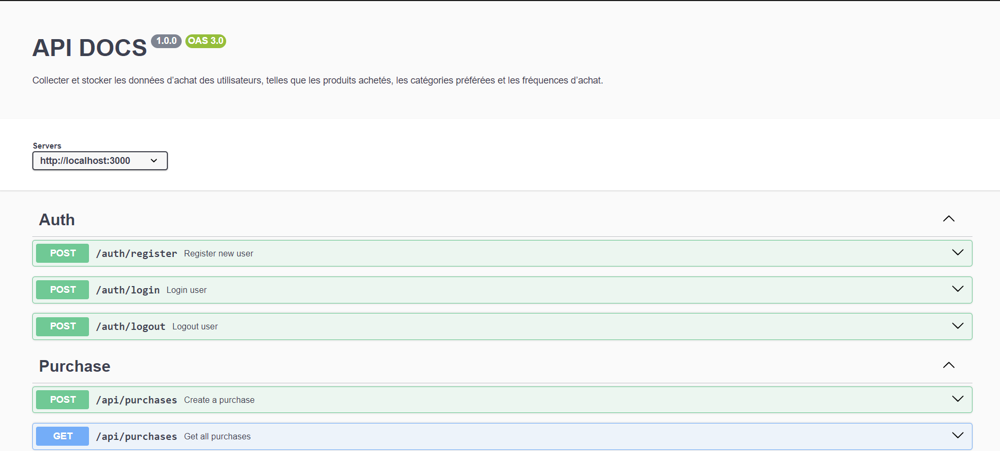 API DOCS 1.0.0 OAS 3.0
Collecter et stocker les données d’achat des utilisateurs, telles que les produits achetés, les catégories préférées et les fréquences d’achat.
Servers
http://localhost:3000
Auth
POST /auth/register Register new user
POST /auth/login Login user
POST /auth/logout Logout user
Purchase
POST /api/purchases Create a purchase
GET /api/purchases Get all purchases